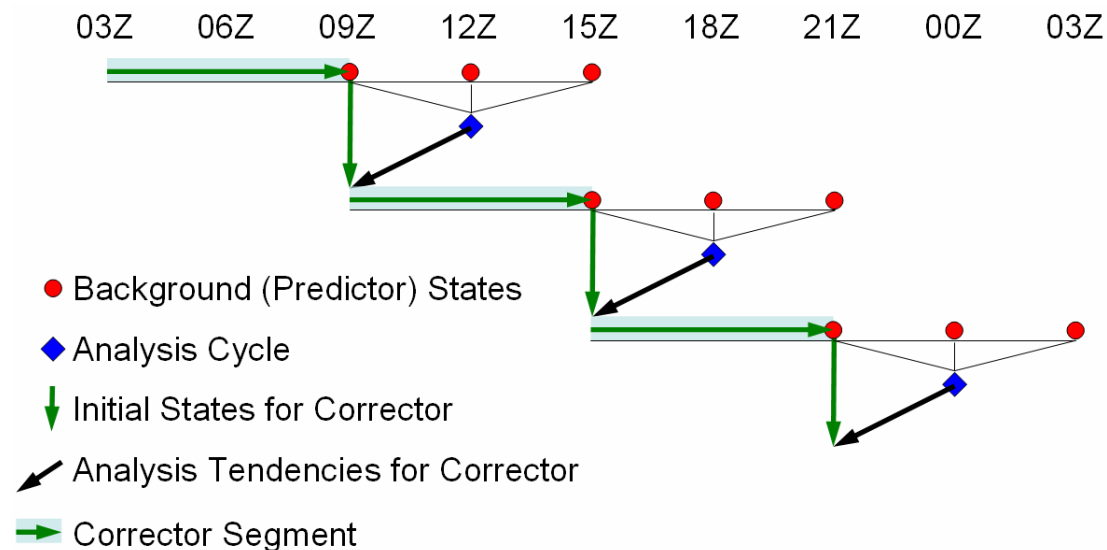 03Z 06Z 09Z 12Z 15Z 18Z 21Z 00Z 03Z
Background (Predictor) States
Analysis Cycle
Initial States for Corrector
Analysis Tendencies for Corrector
Corrector Segment